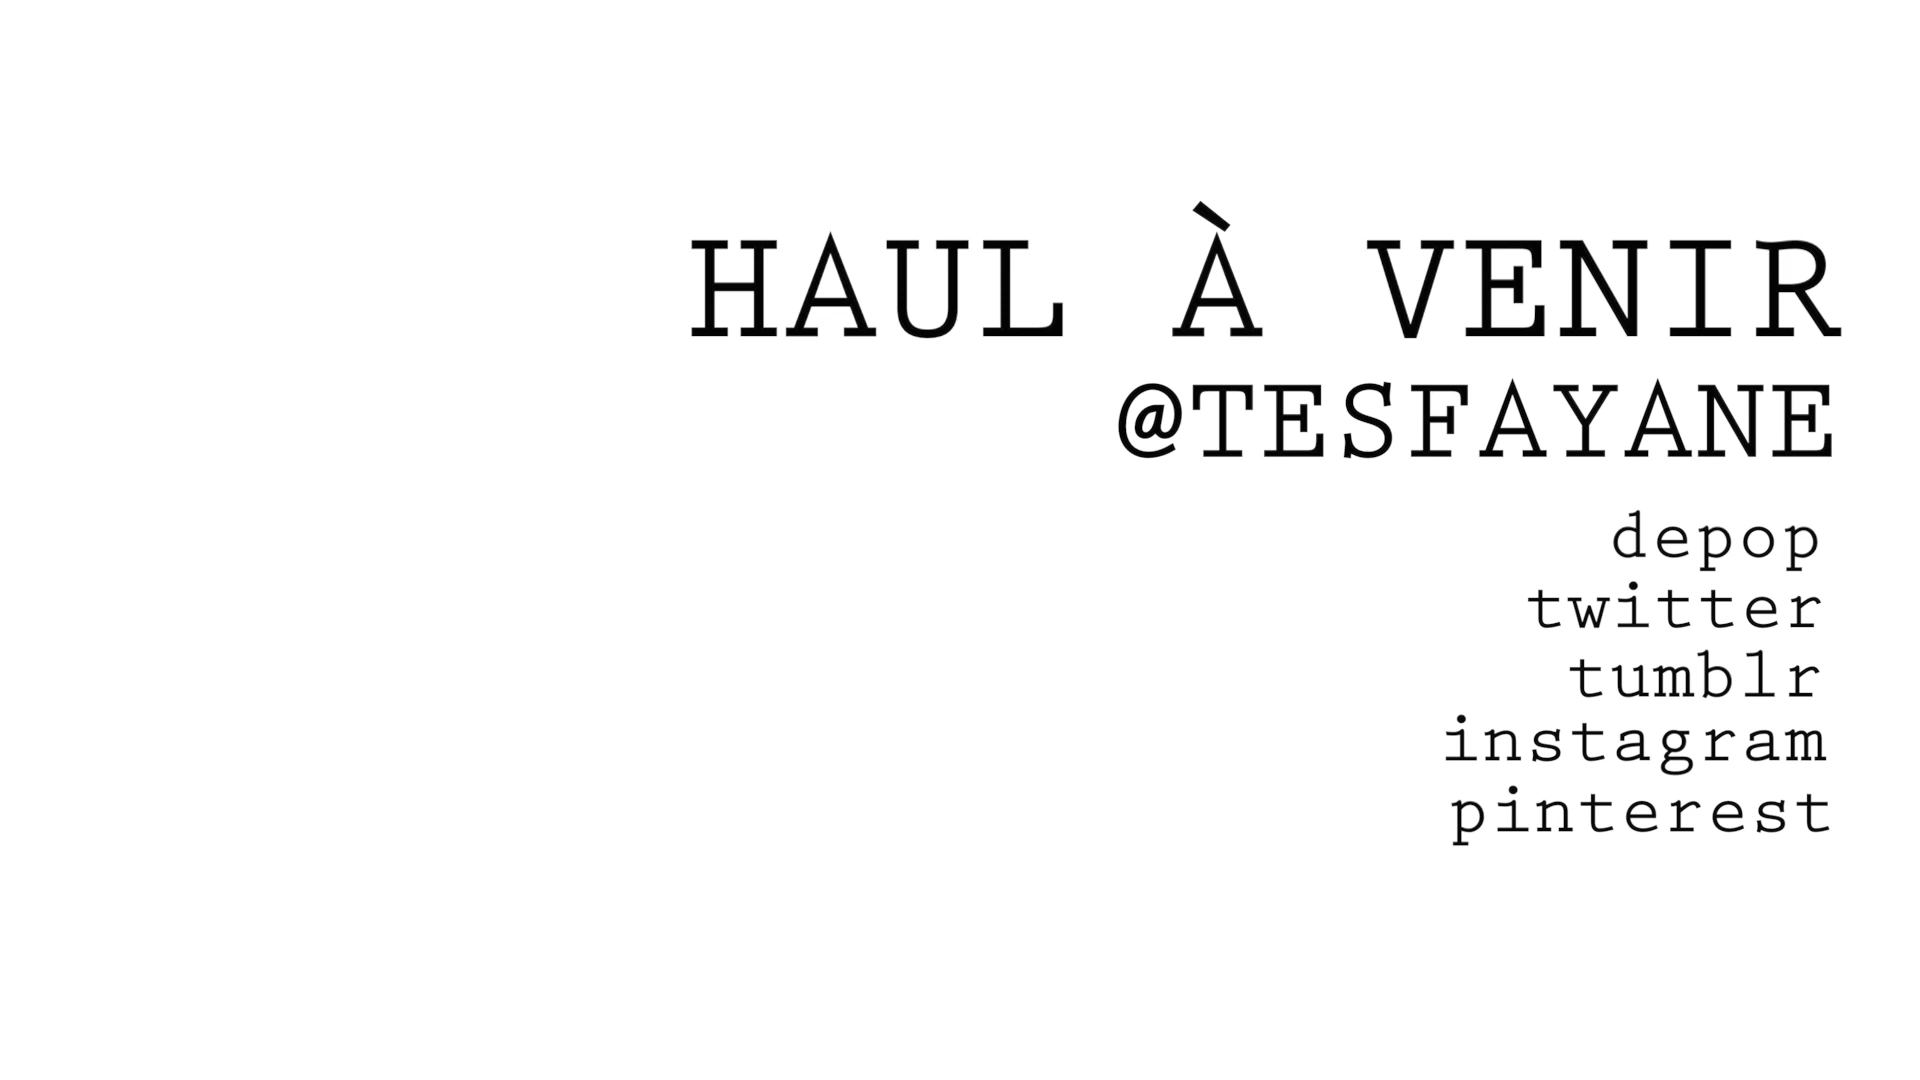 HAUL À VENIR
@TESFAYANE
depop
twitter
tumblr
instagram
pinterest